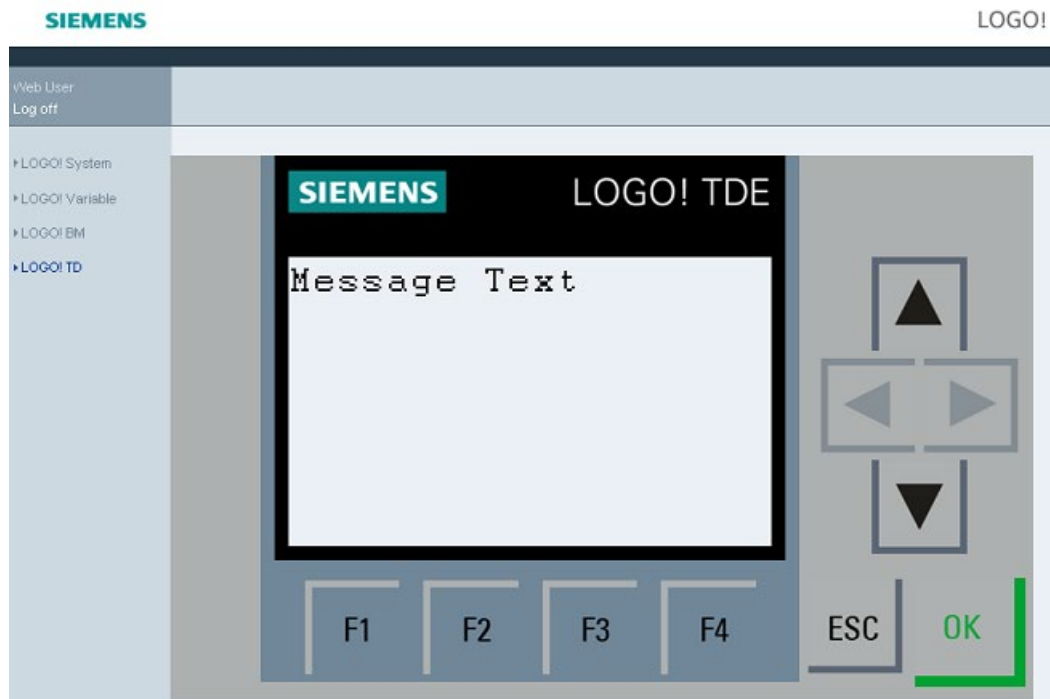 SIEMENS LOGO!
Web User
Log off
LOGO! System
LOGO! Variable
LOGO! BM
LOGO! TD
SIEMENS LOGO! TDE
Message Text
F1 F2 F3 F4 ESC OK